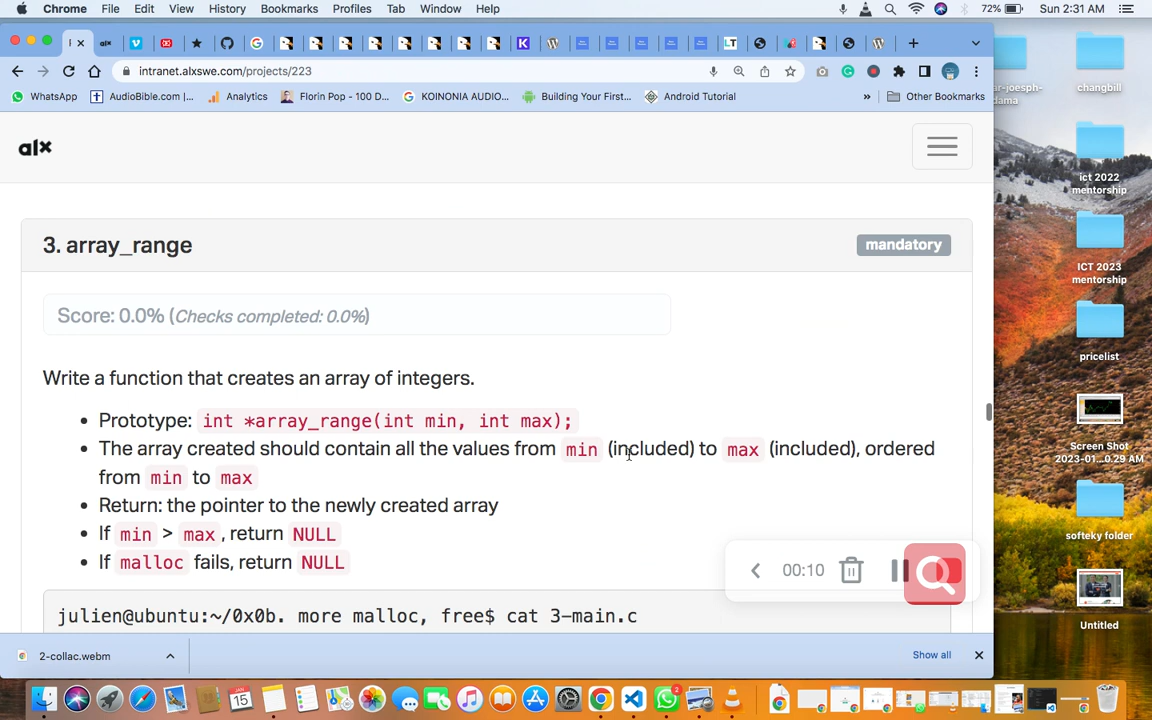 Chrome File Edit View History Bookmarks Profiles Tab Window Help 72% Sun 2:31 AM
intranet.alxswe.com/projects/223
WhatsApp AudioBible.com |... Analytics Florin Pop - 100 D... KOINONIA AUDIO... Building Your First... Android Tutorial » Other Bookmarks
alx
3. array_range mandatory
Score: 0.0% (Checks completed: 0.0%)
Write a function that creates an array of integers.
• Prototype: int *array_range(int min, int max);
• The array created should contain all the values from min (included) to max (included), ordered
from min to max
• Return: the pointer to the newly created array
• If min > max , return NULL
• If malloc fails, return NULL
00:10
julien@ubuntu:~/0x0b. more malloc, free$ cat 3-main.c
2-collac.webm Show all
ar-joesph-
dama
changbill
ict 2022
mentorship
ICT 2023
mentorship
pricelist
Screen Shot
2023-01...0.29 AM
softeky folder
Untitled